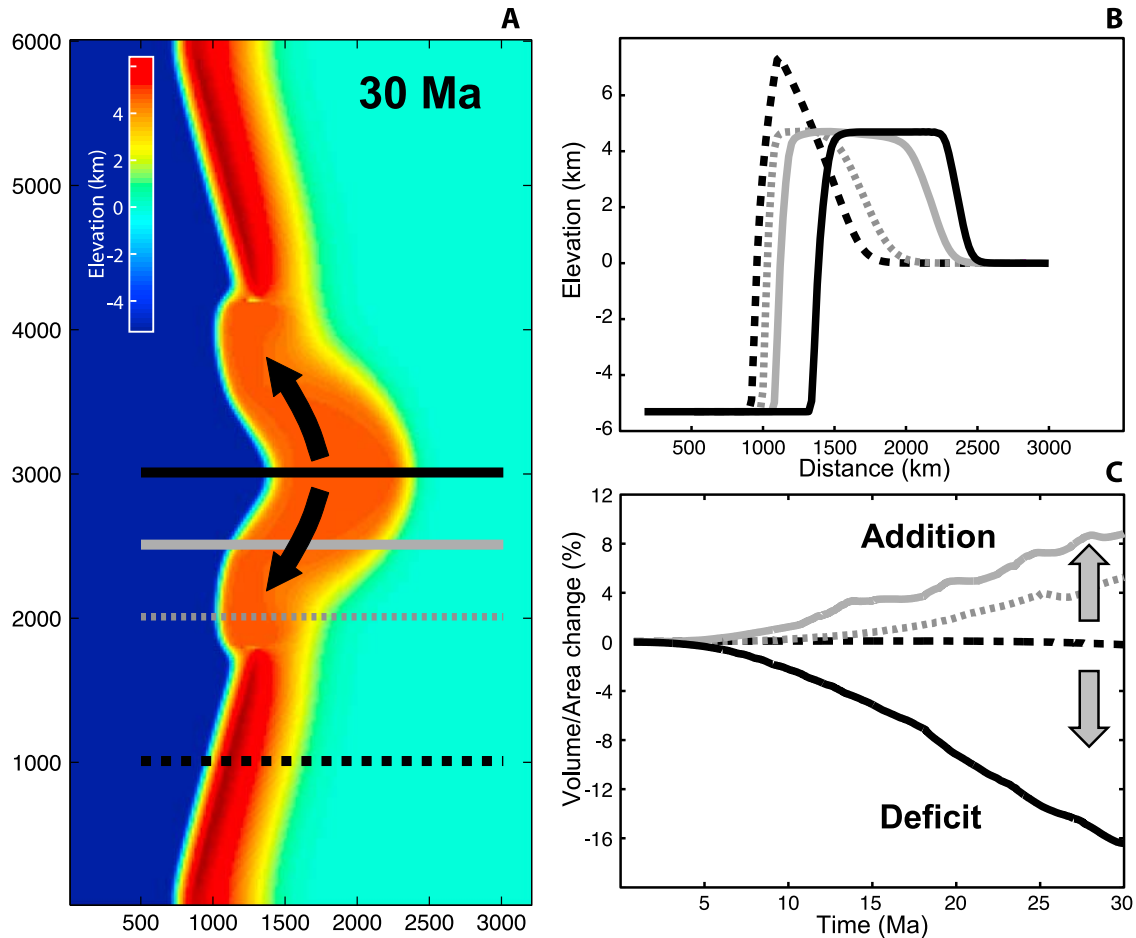 A
6000
5000
4000
3000
2000
1000
Elevation (km)
4
2
0
-2
-4
30 Ma
500 1000 1500 2000 2500 3000
B
Elevation (km)
6
4
2
0
-2
-4
-6
500 1000 1500 2000 2500 3000
Distance (km)
C
Volume/Area change (%)
12
8
4
0
-4
-8
-12
-16
Addition
Deficit
5 10 15 20 25 30
Time (Ma)